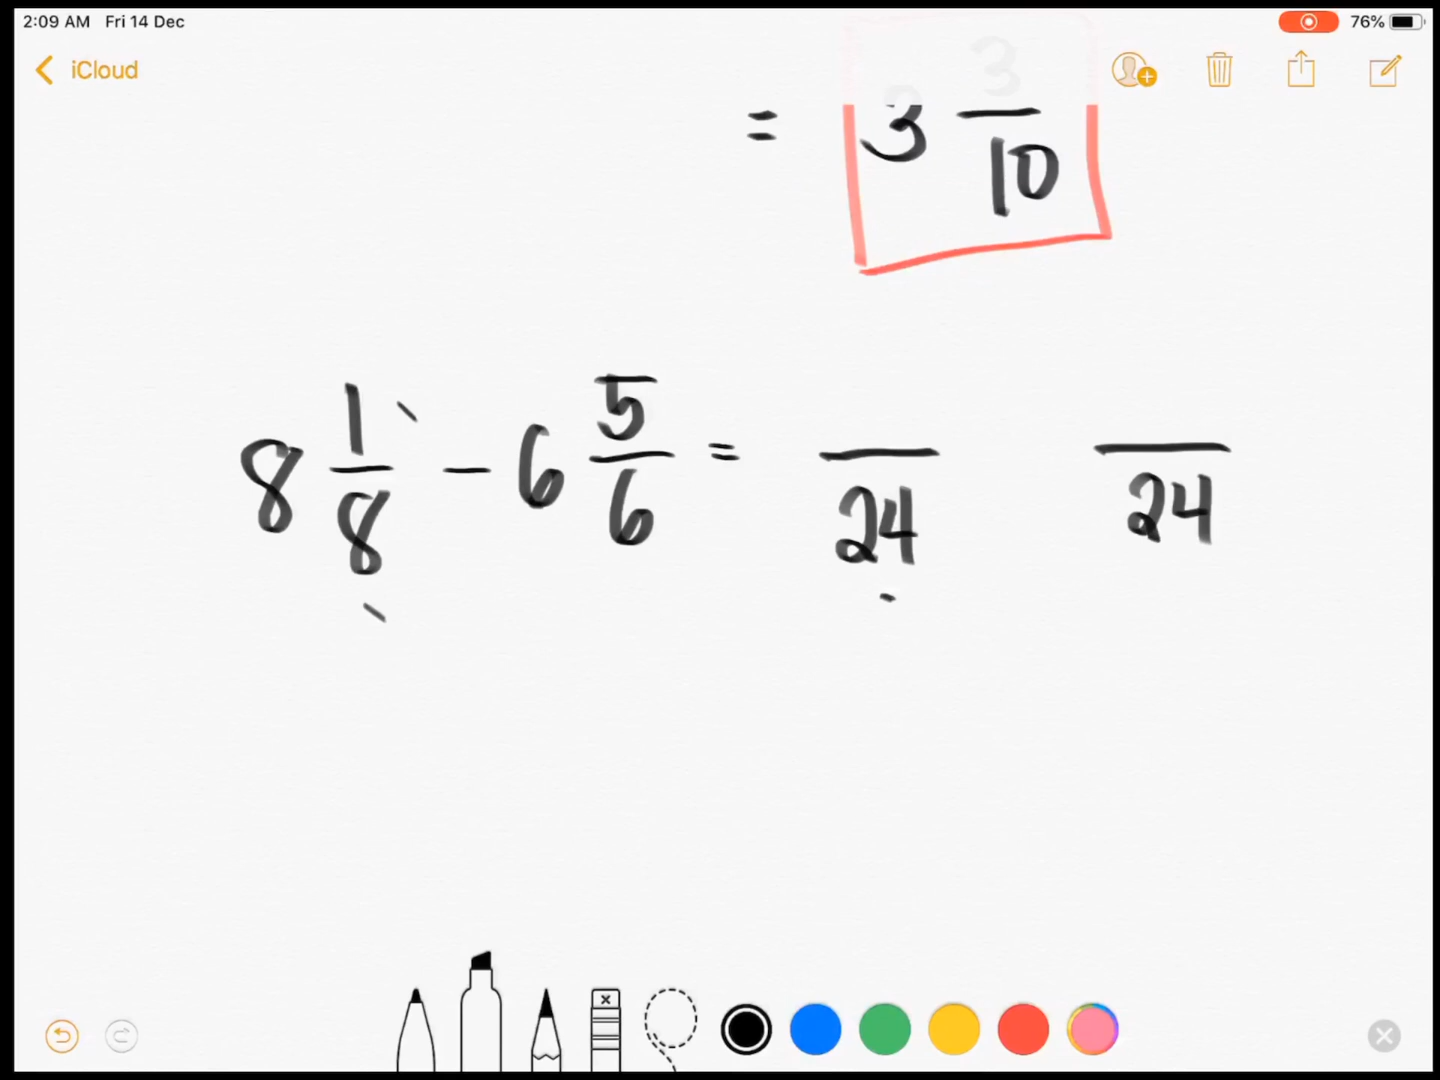 2:09 AM Fri 14 Dec 76%
iCloud
= 3 3/10
8 1/8 - 6 5/6 = /24 /24